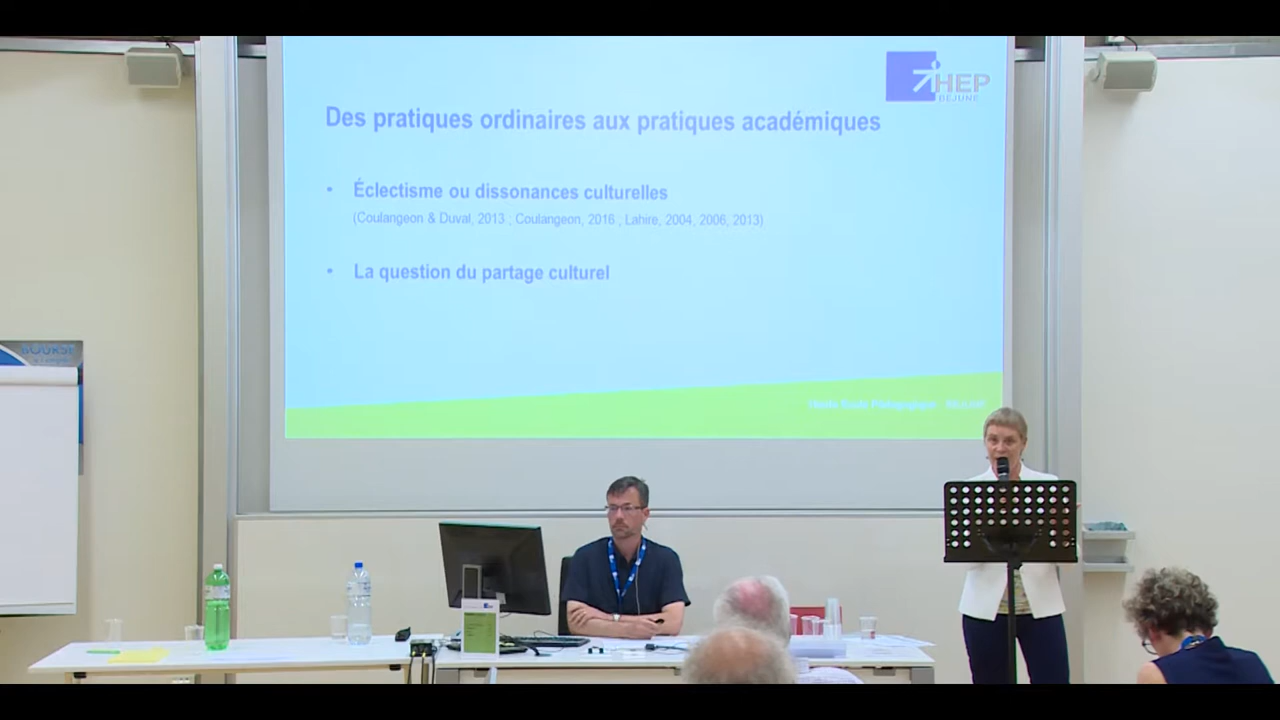 HEP
BEJUNE
Des pratiques ordinaires aux pratiques académiques
• Éclectisme ou dissonances culturelles
(Coulangeon & Duval, 2013 ; Coulangeon, 2016 ; Lahire, 2004, 2006, 2013)
• La question du partage culturel
BOURSE